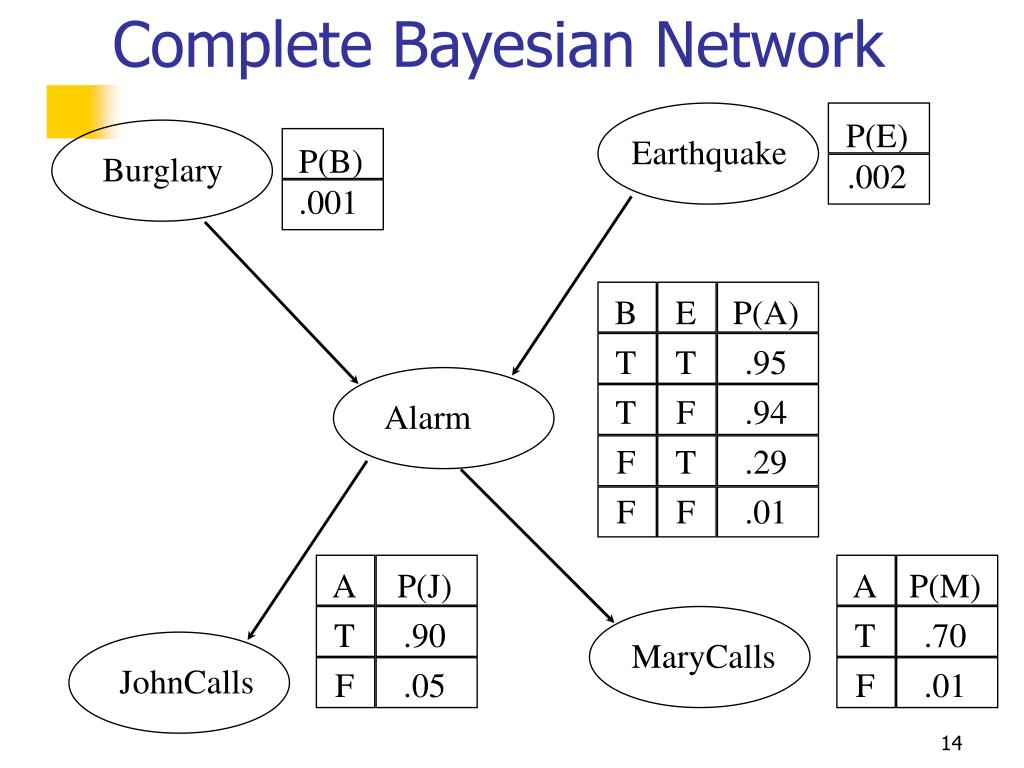 Complete Bayesian Network
Burglary
P(B)
.001
Earthquake
P(E)
.002
B E P(A)
T T .95
T F .94
F T .29
F F .01
Alarm
A P(J)
T .90
F .05
JohnCalls
MaryCalls
A P(M)
T .70
F .01
14